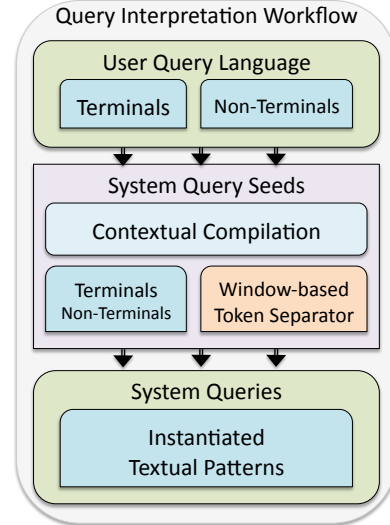 Query Interpretation Workflow
User Query Language
Terminals
Non-Terminals
System Query Seeds
Contextual Compilation
Terminals
Non-Terminals
Window-based
Token Separator
System Queries
Instantiated
Textual Patterns